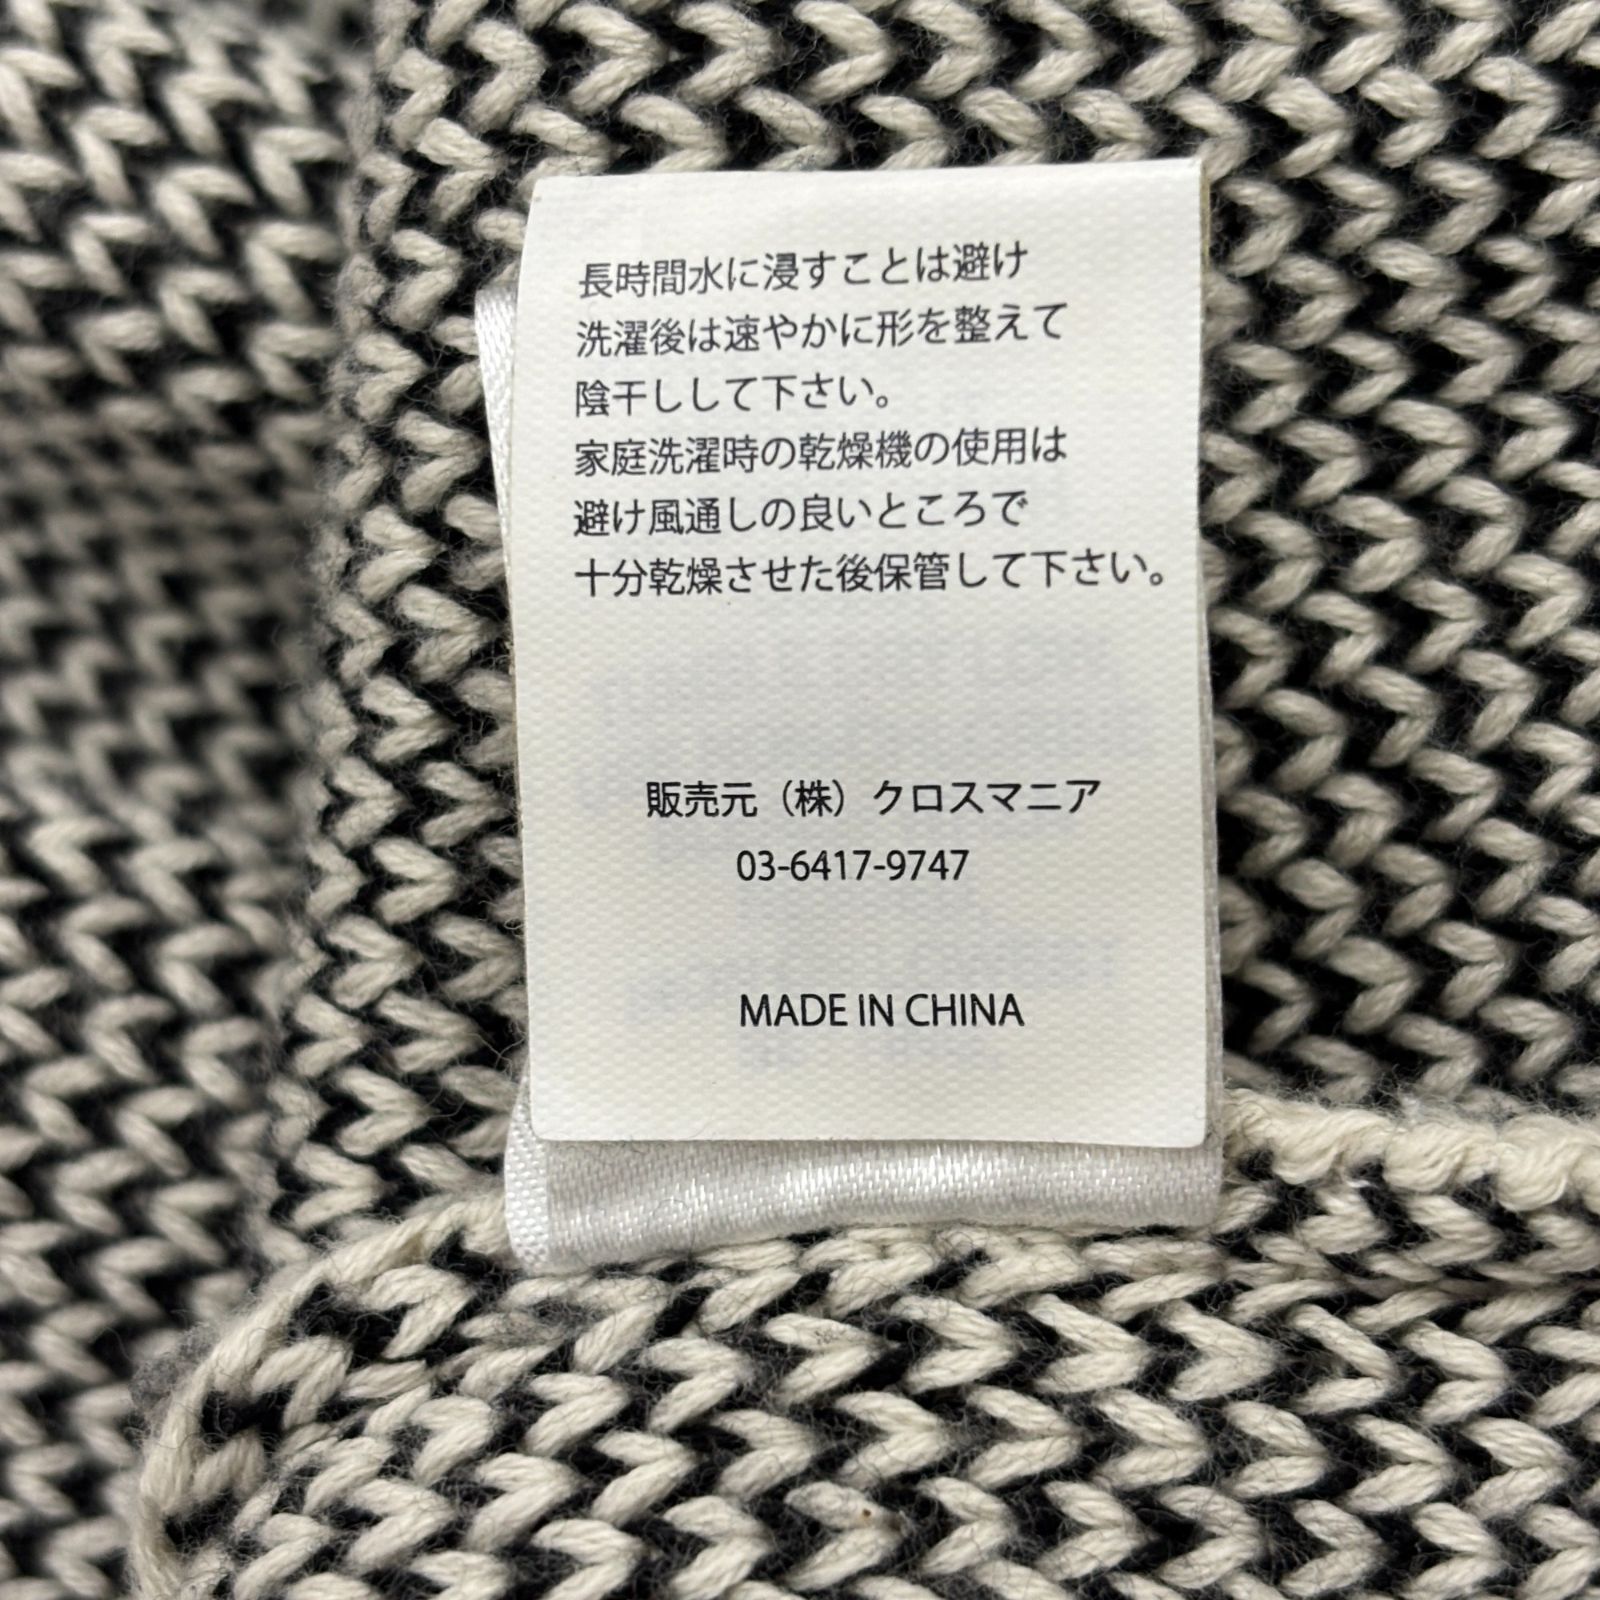 長時間水に浸すことは避け
洗濯後は速やかに形を整えて
陰干しして下さい。
家庭洗濯時の乾燥機の使用は
避け風通しの良いところで
十分乾燥させた後保管して下さい。
販売元（株）クロスマニア
03-6417-9747
MADE IN CHINA